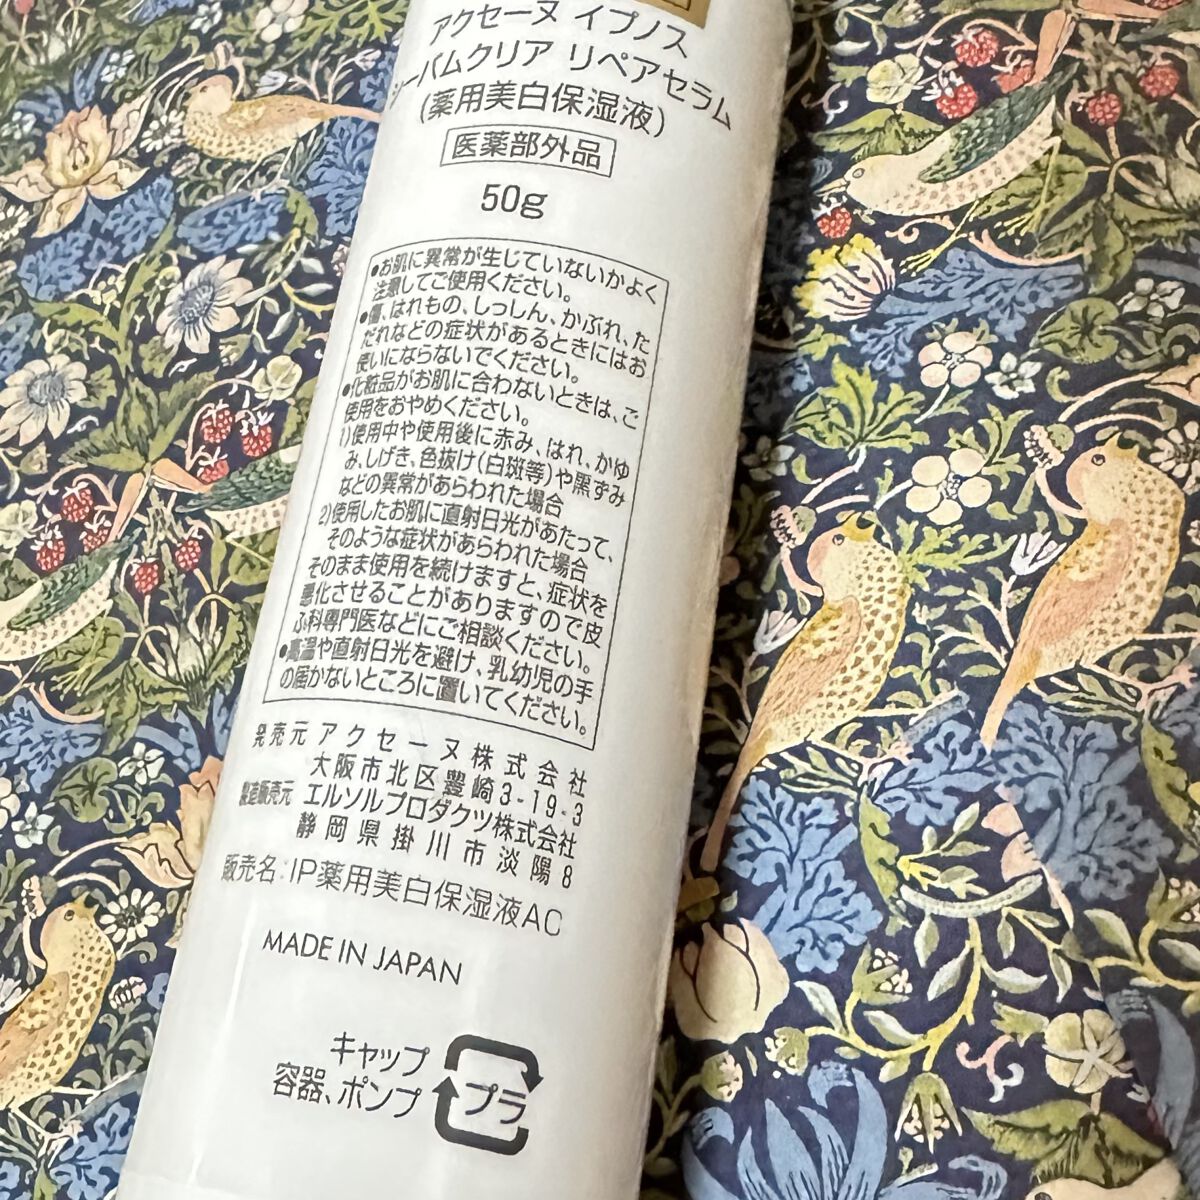 アクセーヌ イプノス
シーバムクリア リペアセラム
(薬用美白保湿液)
医薬部外品
50g
●お肌に異常が生じていないかよく
注意してご使用ください。
●傷、はれもの、しっしん、かぶれ、た
だれなどの症状があるときにはお
使いにならないでください。
●化粧品がお肌に合わないときは、ご
使用をおやめください。
1)使用中や使用後に赤み、はれ、かゆ
み、しげき、色抜け(白斑等)や黒ずみ
などの異常があらわれた場合
2)使用したお肌に直射日光があたって、
そのような症状があらわれた場合
そのまま使用を続けますと、症状を
悪化させることがありますので皮
ふ科専門医などにご相談ください。
●高温や直射日光を避け、乳幼児の手
の届かないところに置いてください。
発売元 アクセーヌ株式会社
大阪市北区豊崎3-19-3
製造販売元 エルソルプロダクツ株式会社
静岡県掛川市淡陽8
販売名:IP薬用美白保湿液AC
MADE IN JAPAN
キャップ
容器、ポンプ
プラ